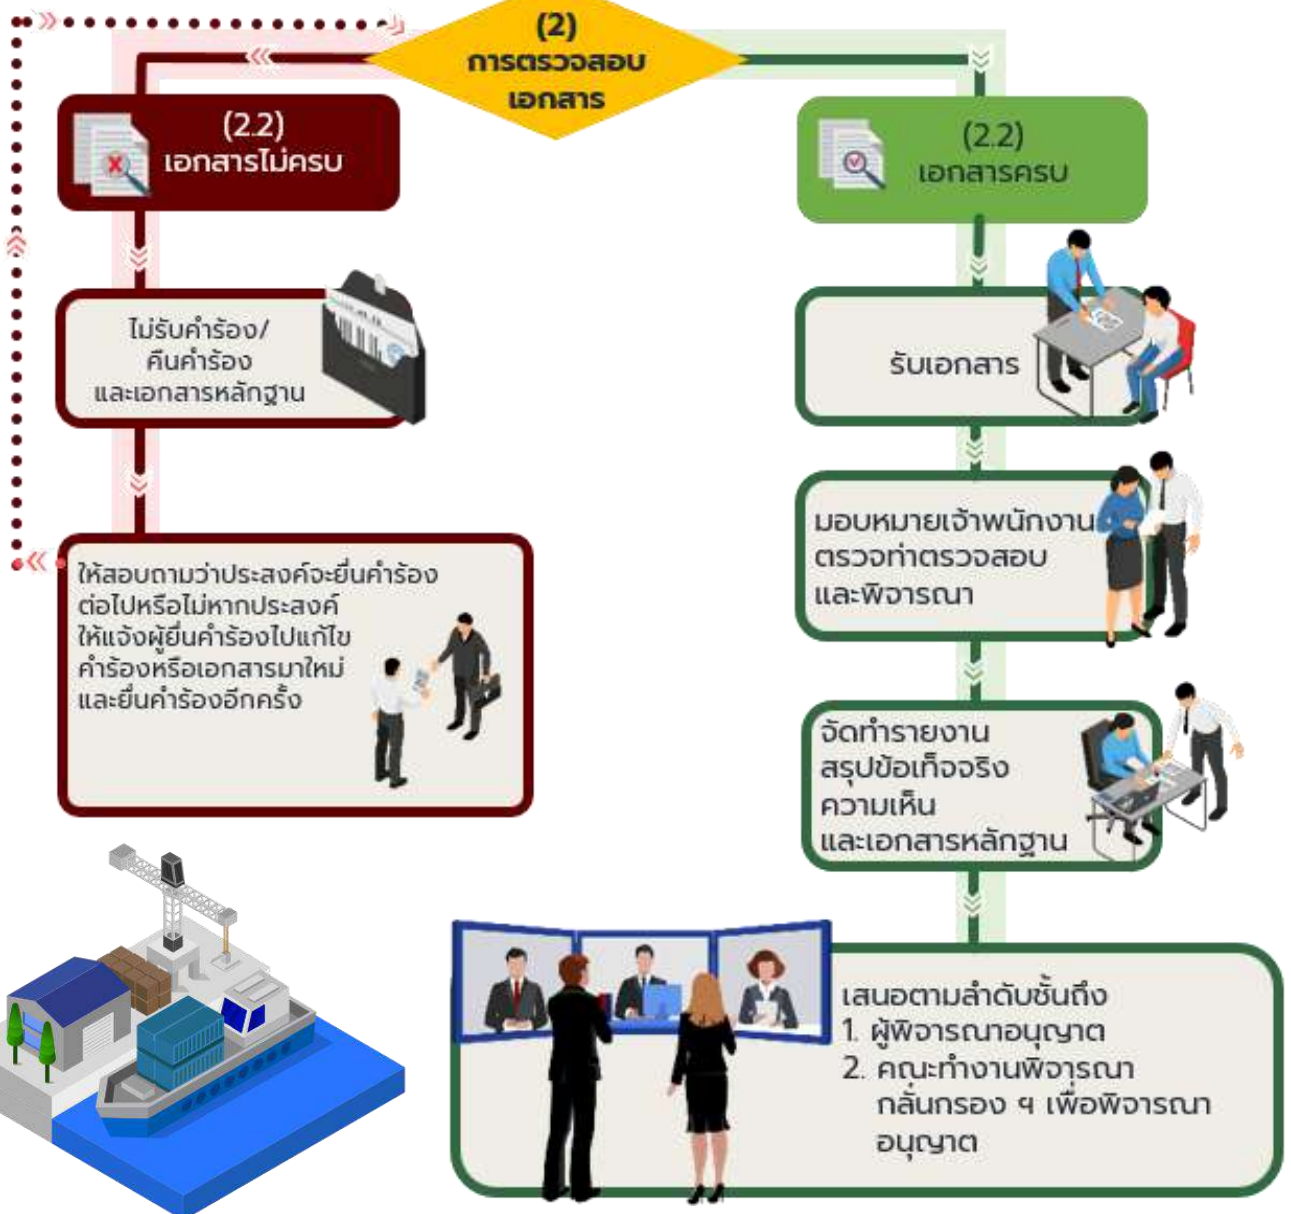 (2)
การตรวจสอบ
เอกสาร
(2.2)
เอกสารไม่ครบ
ไม่รับคำร้อง/
คืนคำร้อง
และเอกสารหลักฐาน
ให้สอบถามว่าประสงค์จะยื่นคำร้อง
ต่อไปหรือไม่หากประสงค์
ให้แจ้งผู้ยื่นคำร้องไปแก้ไข
คำร้องหรือเอกสารมาใหม่
และยื่นคำร้องอีกครั้ง
(2.2)
เอกสารครบ
รับเอกสาร
มอบหมายเจ้าพนักงาน
ตรวจท่าตรวจสอบ
และพิจารณา
จัดทำรายงาน
สรุปข้อเท็จจริง
ความเห็น
และเอกสารหลักฐาน
เสนอตามลำดับชั้นถึง
1. ผู้พิจารณาอนุญาต
2. คณะทำงานพิจารณา
กลั่นกรอง ฯ เพื่อพิจารณา
อนุญาต